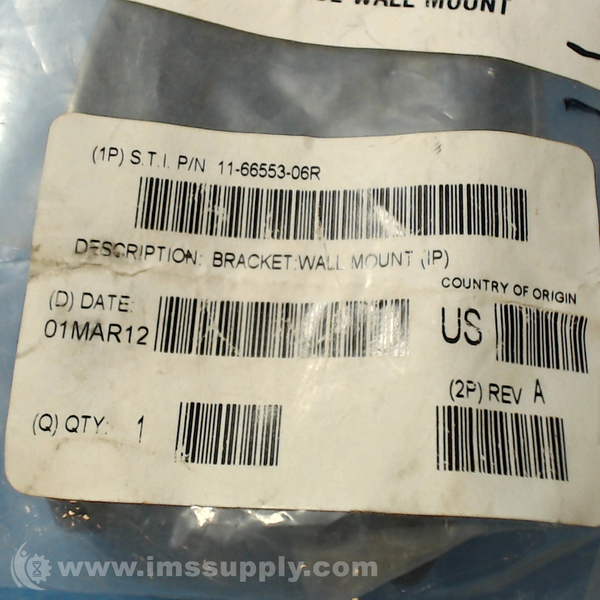 WALL MOUNT
(1P) S.T.I. P/N 11-66553-06R
DESCRIPTION: BRACKET:WALL MOUNT (IP)
COUNTRY OF ORIGIN
US
(D) DATE:
01MAR12
(2P) REV A
(Q) QTY: 1
www.imssupply.com